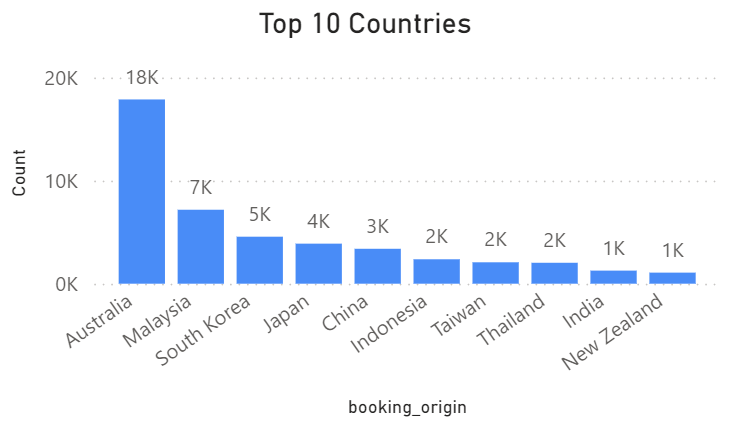 Top 10 Countries
Count
20K
10K
0K
18K
7K
5K
4K
3K
2K
2K
2K
1K
1K
Australia
Malaysia
South Korea
Japan
China
Indonesia
Taiwan
Thailand
India
New Zealand
booking_origin